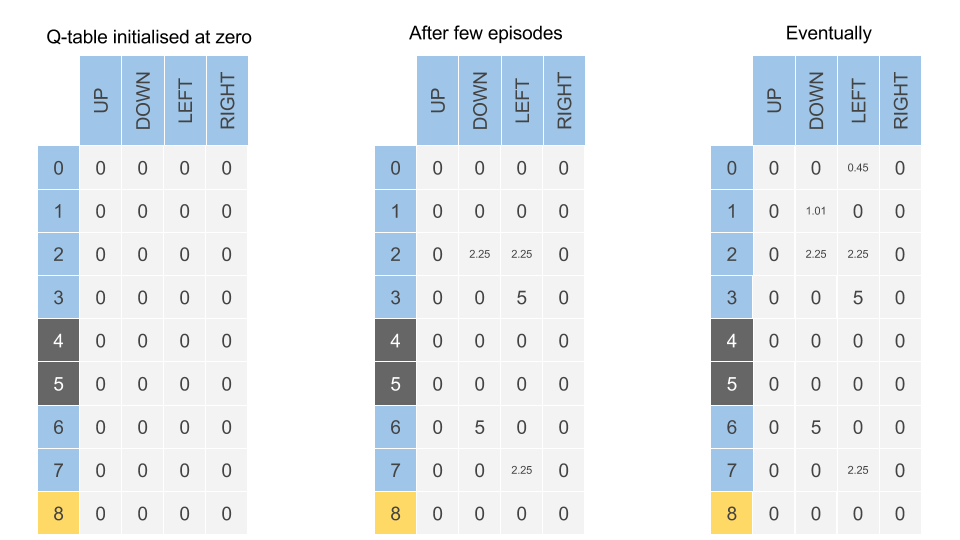 Q-table initialised at zero
UP DOWN LEFT RIGHT
0 0 0 0 0
1 0 0 0 0
2 0 0 0 0
3 0 0 0 0
4 0 0 0 0
5 0 0 0 0
6 0 0 0 0
7 0 0 0 0
8 0 0 0 0
After few episodes
UP DOWN LEFT RIGHT
0 0 0 0 0
1 0 0 0 0
2 0 2.25 2.25 0
3 0 0 5 0
4 0 0 0 0
5 0 0 0 0
6 0 5 0 0
7 0 0 2.25 0
8 0 0 0 0
Eventually
UP DOWN LEFT RIGHT
0 0 0 0.45 0
1 0 1.01 0 0
2 0 2.25 2.25 0
3 0 0 5 0
4 0 0 0 0
5 0 0 0 0
6 0 5 0 0
7 0 0 2.25 0
8 0 0 0 0